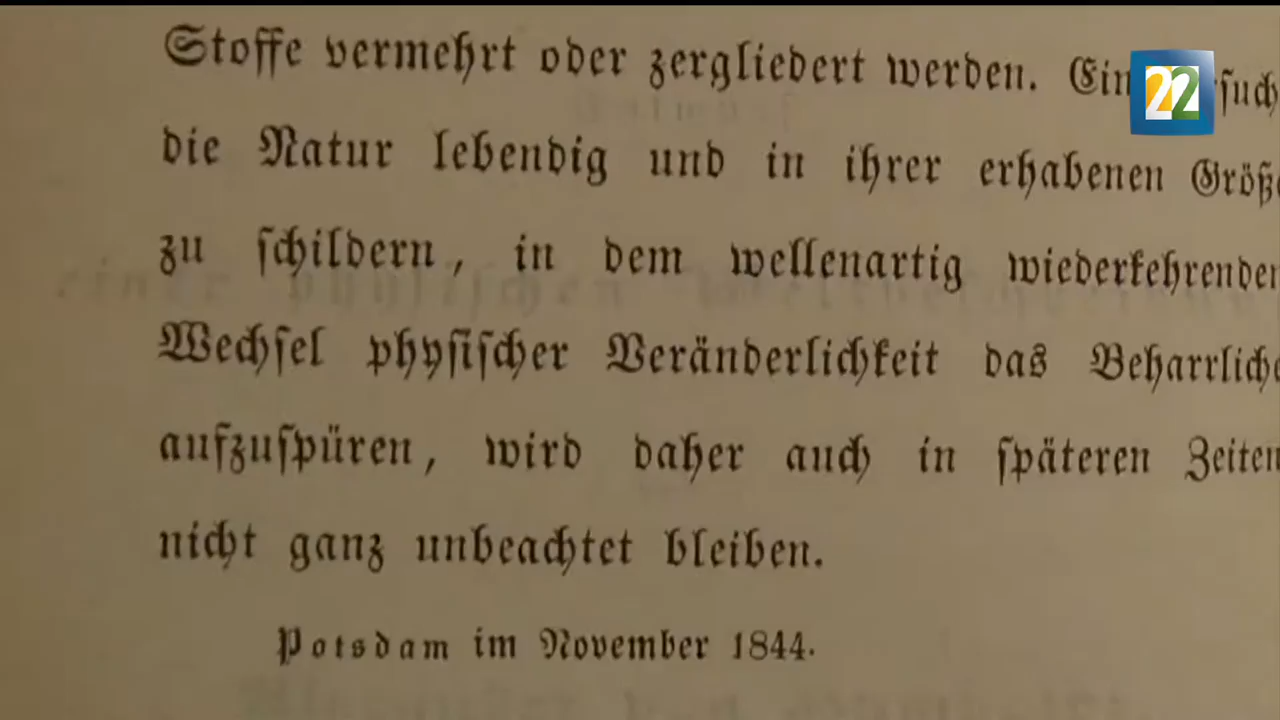 Stoffe vermehrt oder zergliedert werden. Ein
22
die Natur lebendig und in ihrer erhabenen Größe
zu schildern, in dem wellenartig wiederkehrenden
Wechsel physischer Veränderlichkeit das Beharrliche
aufzuspüren, wird daher auch in späteren Zeiten
nicht ganz unbeachtet bleiben.
Potsdam im November 1844.